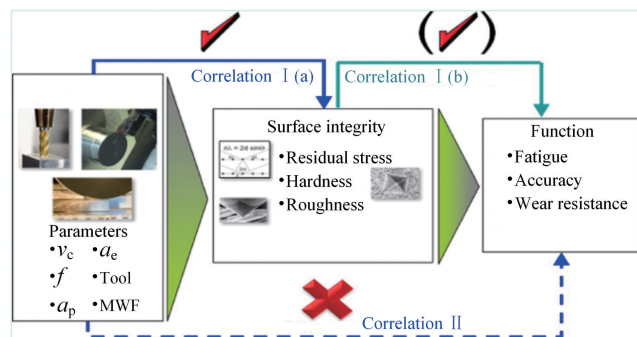 Correlation Ⅰ (a)
Correlation Ⅰ (b)
Surface integrity
•Residual stress
•Hardness
•Roughness
Function
•Fatigue
•Accuracy
•Wear resistance
Parameters
•vc •ae
•f •Tool
•ap •MWF
Correlation Ⅱ